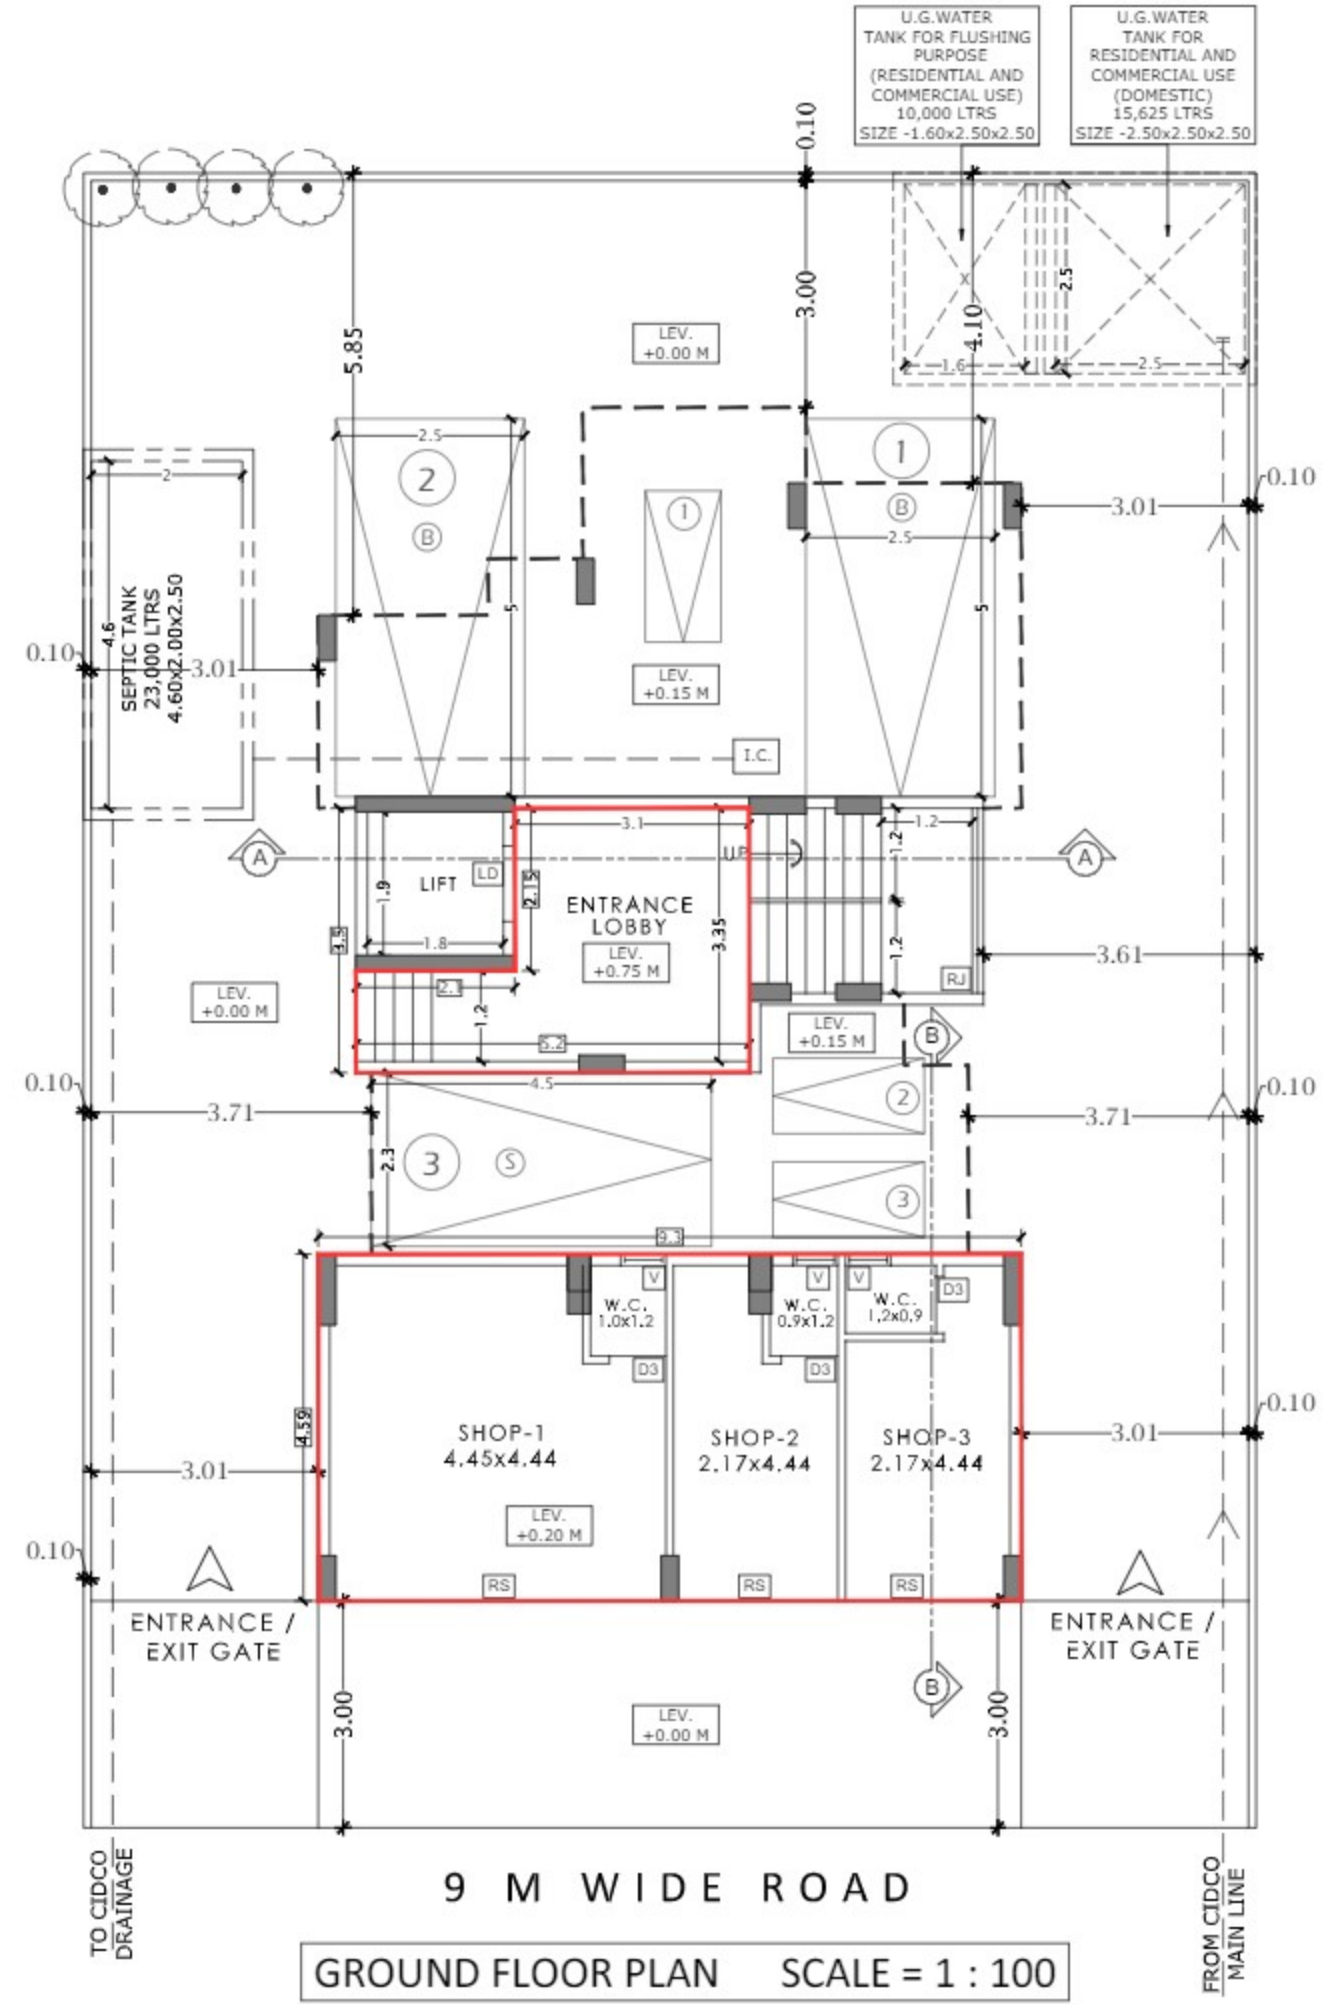 U.G.WATER
TANK FOR FLUSHING
PURPOSE
(RESIDENTIAL AND
COMMERCIAL USE)
10,000 LTRS
SIZE -1.60x2.50x2.50
U.G.WATER
TANK FOR
RESIDENTIAL AND
COMMERCIAL USE
(DOMESTIC)
15,625 LTRS
SIZE -2.50x2.50x2.50
0.10
3.00
4.10
5.85
2.5
1.6
2.5
X
X
LEV.
+0.00 M
2.5
2
B
1
B
2.5
1
5
5
3.01
0.10
2
4.6
SEPTIC TANK
23,000 LTRS
4.60x2.00x2.50
0.10
3.01
LEV.
+0.15 M
I.C.
A
A
LIFT
LD
1.9
1.8
3.5
2.15
3.1
UP
ENTRANCE
LOBBY
LEV.
+0.75 M
3.35
1.2
1.2
1.2
RJ
3.61
LEV.
+0.00 M
2.1
1.2
5.2
LEV.
+0.15 M
B
0.10
3.71
4.5
2.3
3
S
2
3
3.71
0.10
9.3
4.59
V
W.C.
1.0x1.2
D3
V
W.C.
0.9x1.2
D3
V
W.C.
1.2x0.9
D3
SHOP-1
4.45x4.44
SHOP-2
2.17x4.44
SHOP-3
2.17x4.44
LEV.
+0.20 M
RS
RS
RS
3.01
0.10
3.01
0.10
ENTRANCE /
EXIT GATE
ENTRANCE /
EXIT GATE
B
3.00
3.00
LEV.
+0.00 M
TO CIDCO
DRAINAGE
FROM CIDCO
MAIN LINE
9 M WIDE ROAD
GROUND FLOOR PLAN SCALE = 1 : 100